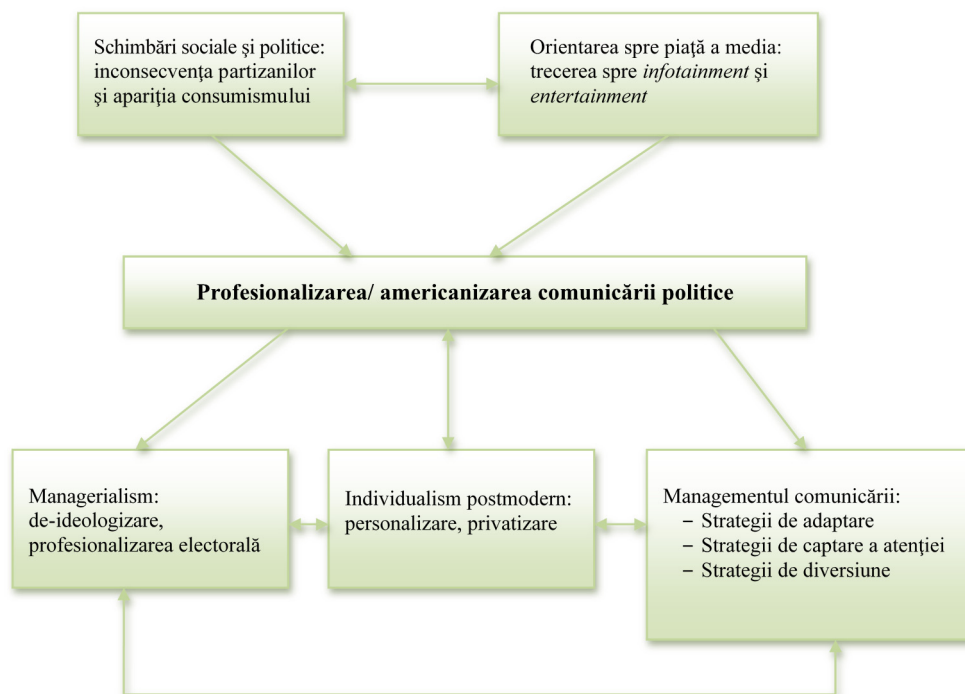 Schimbări sociale şi politice:
inconsecvenţa partizanilor
şi apariţia consumismului
Orientarea spre piaţă a media:
trecerea spre infotainment şi
entertainment
Profesionalizarea/ americanizarea comunicării politice
Managerialism:
de-ideologizare,
profesionalizarea electorală
Individualism postmodern:
personalizare, privatizare
Managementul comunicării:
− Strategii de adaptare
− Strategii de captare a atenţiei
− Strategii de diversiune